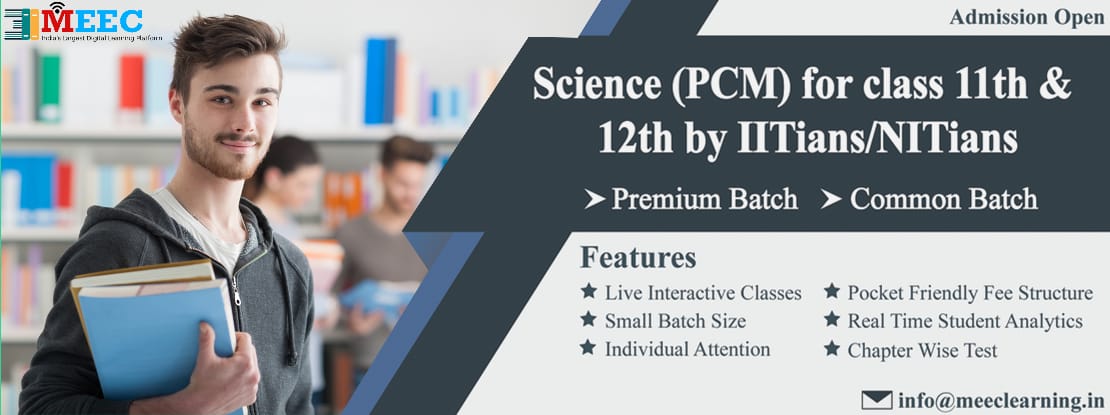 MEEC
India's Largest Digital Learning Platform
Admission Open
Science (PCM) for class 11th &
12th by IITians/NITians
Premium Batch
Common Batch
Features
Live Interactive Classes
Small Batch Size
Individual Attention
Pocket Friendly Fee Structure
Real Time Student Analytics
Chapter Wise Test
info@meeclearning.in